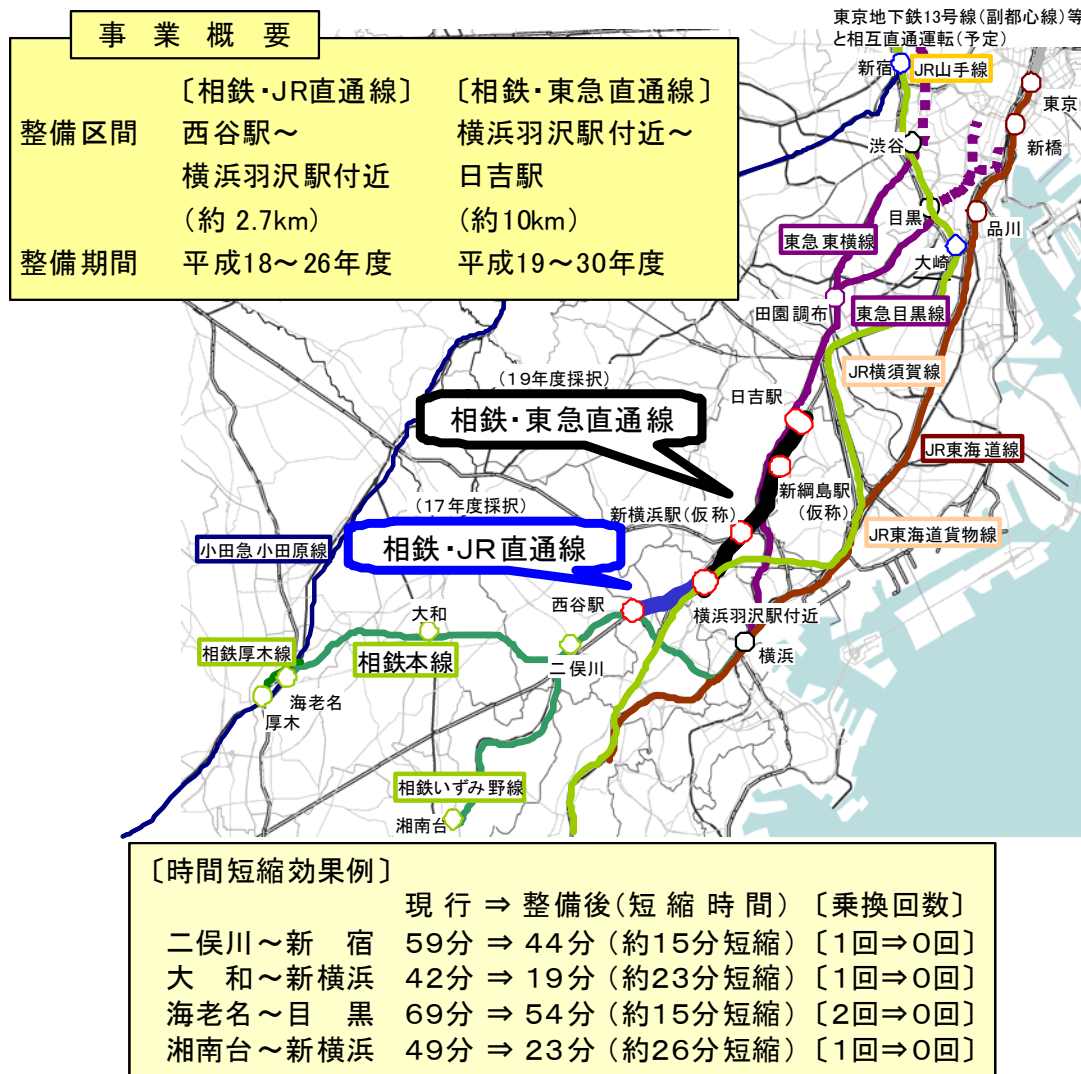 東京地下鉄13号線(副都心線)等
と相互直通運転(予定)
事業概要
〔相鉄・JR直通線〕 〔相鉄・東急直通線〕
整備区間 西谷駅～ 横浜羽沢駅付近～
横浜羽沢駅付近 日吉駅
(約 2.7km) (約10km)
整備期間 平成18～26年度 平成19～30年度
新宿
JR山手線
東京
新橋
渋谷
目黒
品川
東急東横線
大崎
田園調布
東急目黒線
JR横須賀線
(19年度採択)
日吉駅
相鉄・東急直通線
JR東海道線
新綱島駅
(仮称)
(17年度採択)
新横浜駅(仮称)
JR東海道貨物線
小田急小田原線
相鉄・JR直通線
西谷駅
横浜羽沢駅付近
大和
相鉄厚木線
相鉄本線
二俣川
横浜
海老名
厚木
相鉄いずみ野線
湘南台
〔時間短縮効果例〕
現行 ⇒ 整備後(短縮時間) 〔乗換回数〕
二俣川～新 宿 59分 ⇒ 44分 (約15分短縮) 〔1回⇒0回〕
大 和～新横浜 42分 ⇒ 19分 (約23分短縮) 〔1回⇒0回〕
海老名～目 黒 69分 ⇒ 54分 (約15分短縮) 〔2回⇒0回〕
湘南台～新横浜 49分 ⇒ 23分 (約26分短縮) 〔1回⇒0回〕